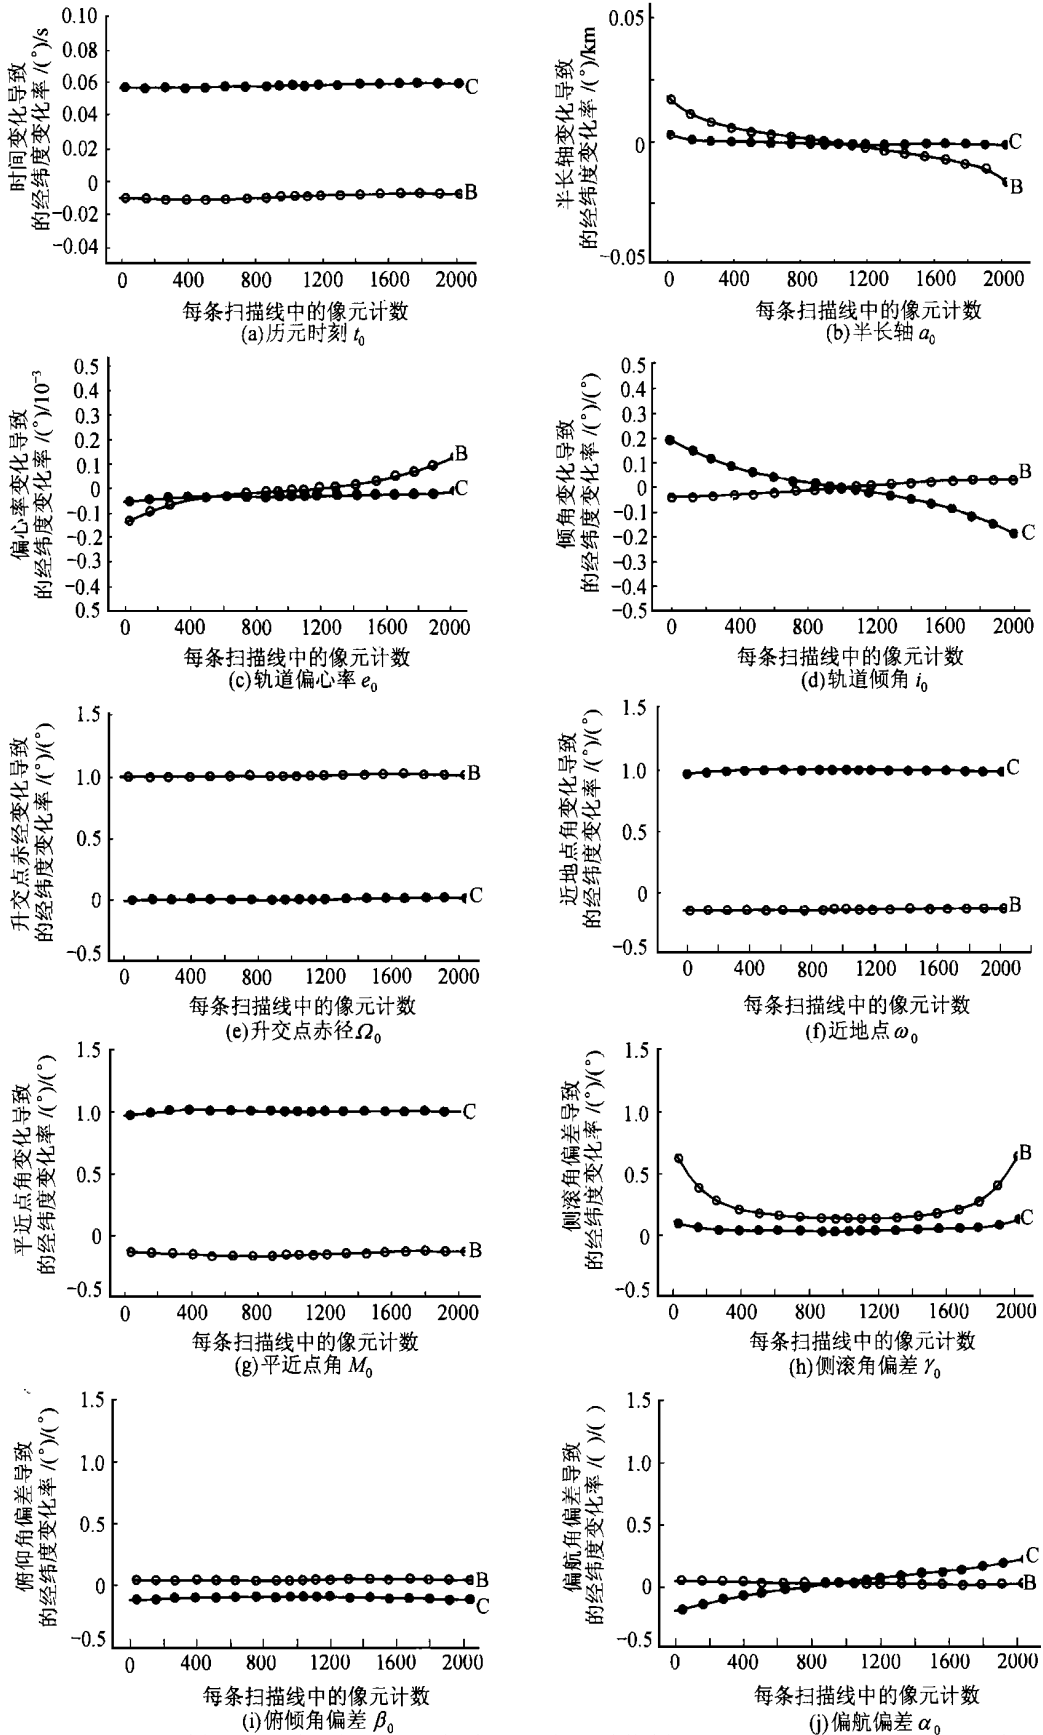 时间变化导致
的经纬度变化率 /(°)/s
0.10
0.08
0.06
0.04
0.02
0
−0.02
−0.04
C
B
0 400 800 1200 1600 2000
每条扫描线中的像元计数
(a)历元时刻 t₀
半长轴变化导致
的经纬度变化率 /(°)/km
0.05
0
−0.05
C
B
0 400 800 1200 1600 2000
每条扫描线中的像元计数
(b)半长轴 a₀
偏心率变化导致
的经纬度变化率 /(°)/10⁻³
0.5
0.4
0.3
0.2
0.1
0
−0.1
−0.2
−0.3
−0.4
0.5
B
C
0 400 800 1200 1600 2000
每条扫描线中的像元计数
(c)轨道偏心率 e₀
倾角变化导致
的经纬度变化率 /(°)/(°)
0.5
0.4
0.3
0.2
0.1
0
−0.1
−0.2
−0.3
−0.4
−0.5
B
C
0 400 800 1200 1600 2000
每条扫描线中的像元计数
(d)轨道倾角 i₀
升交点赤经变化导致
的经纬度变化率 /(°)/(°)
1.5
1.0
0.5
0
−0.5
B
C
0 400 800 1200 1600 2000
每条扫描线中的像元计数
(e)升交点赤径Ω₀
近地点角变化导致
的经纬度变化率 /(°)/(°)
1.5
1.0
0.5
0
−0.5
C
B
0 400 800 1200 1600 2000
每条扫描线中的像元计数
(f)近地点 ω₀
平近点角变化导致
的经纬度变化率 /(°)/(°)
1.5
1.0
0.5
0
−0.5
C
B
0 400 800 1200 1600 2000
每条扫描线中的像元计数
(g)平近点角 M₀
侧滚角偏差导致
的经纬度变化率 /(°)/(°)
1.5
1.0
0.5
0
−0.5
B
C
0 400 800 1200 1600 2000
每条扫描线中的像元计数
(h)侧滚角偏差 γ₀
俯仰角偏差导致
的经纬度变化率 /(°)/(°)
1.5
1.0
0.5
0
−0.5
B
C
0 400 800 1200 1600 2000
每条扫描线中的像元计数
(i)俯倾角偏差 β₀
偏航角偏差导致
的经纬度变化率 /( )/( )
1.5
1.0
0.5
0
−0.5
C
B
0 400 800 1200 1600 2000
每条扫描线中的像元计数
(j)偏航偏差 α₀